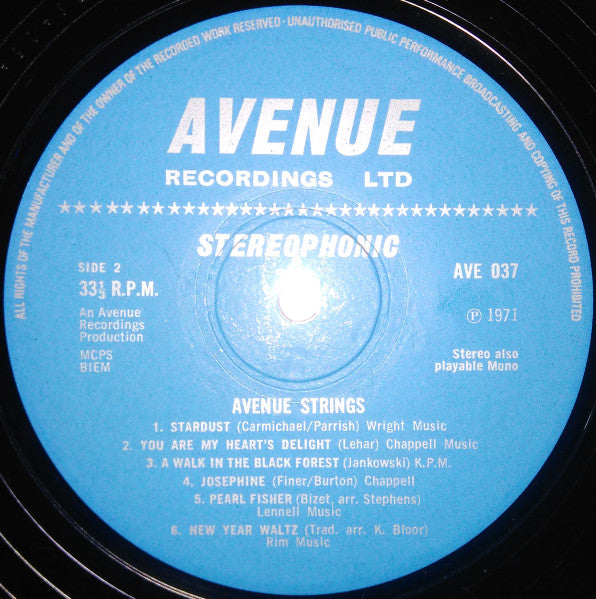 ALL RIGHTS OF THE MANUFACTURER AND OF THE OWNER OF THE RECORDED WORK RESERVED · UNAUTHORISED PUBLIC PERFORMANCE BROADCASTING AND COPYING OF THIS RECORD PROHIBITED
AVENUE
RECORDINGS LTD
STEREOPHONIC
SIDE 2
33⅓ R.P.M.
An Avenue
Recordings
Production
MCPS
BIEM
AVE 037
Ⓟ 1971
Stereo also
playable Mono
AVENUE STRINGS
1. STARDUST (Carmichael/Parrish) Wright Music
2. YOU ARE MY HEART'S DELIGHT (Lehar) Chappell Music
3. A WALK IN THE BLACK FOREST (Jankowski) K.P.M.
4. JOSEPHINE (Finer/Burton) Chappell
5. PEARL FISHER (Bizet, arr. Stephens)
Lennell Music
6. NEW YEAR WALTZ (Trad. arr. K. Bluor)
Rim Music